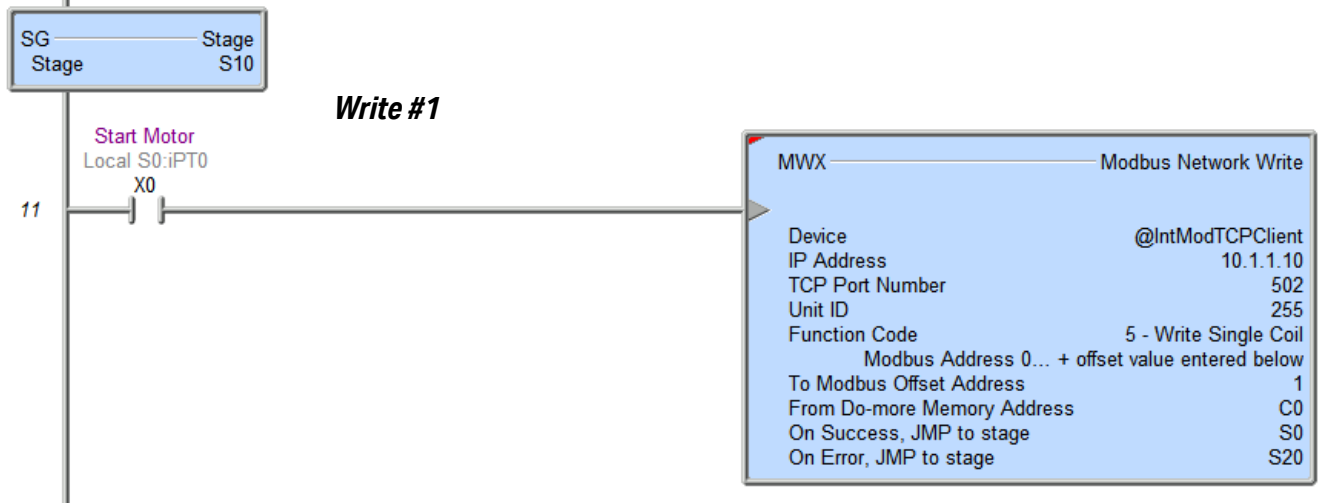 SG Stage
Stage S10
Write #1
Start Motor
Local S0:iPT0
X0
11
MWX Modbus Network Write
Device @IntModTCPClient
IP Address 10.1.1.10
TCP Port Number 502
Unit ID 255
Function Code 5 - Write Single Coil
Modbus Address 0... + offset value entered below
To Modbus Offset Address 1
From Do-more Memory Address C0
On Success, JMP to stage S0
On Error, JMP to stage S20